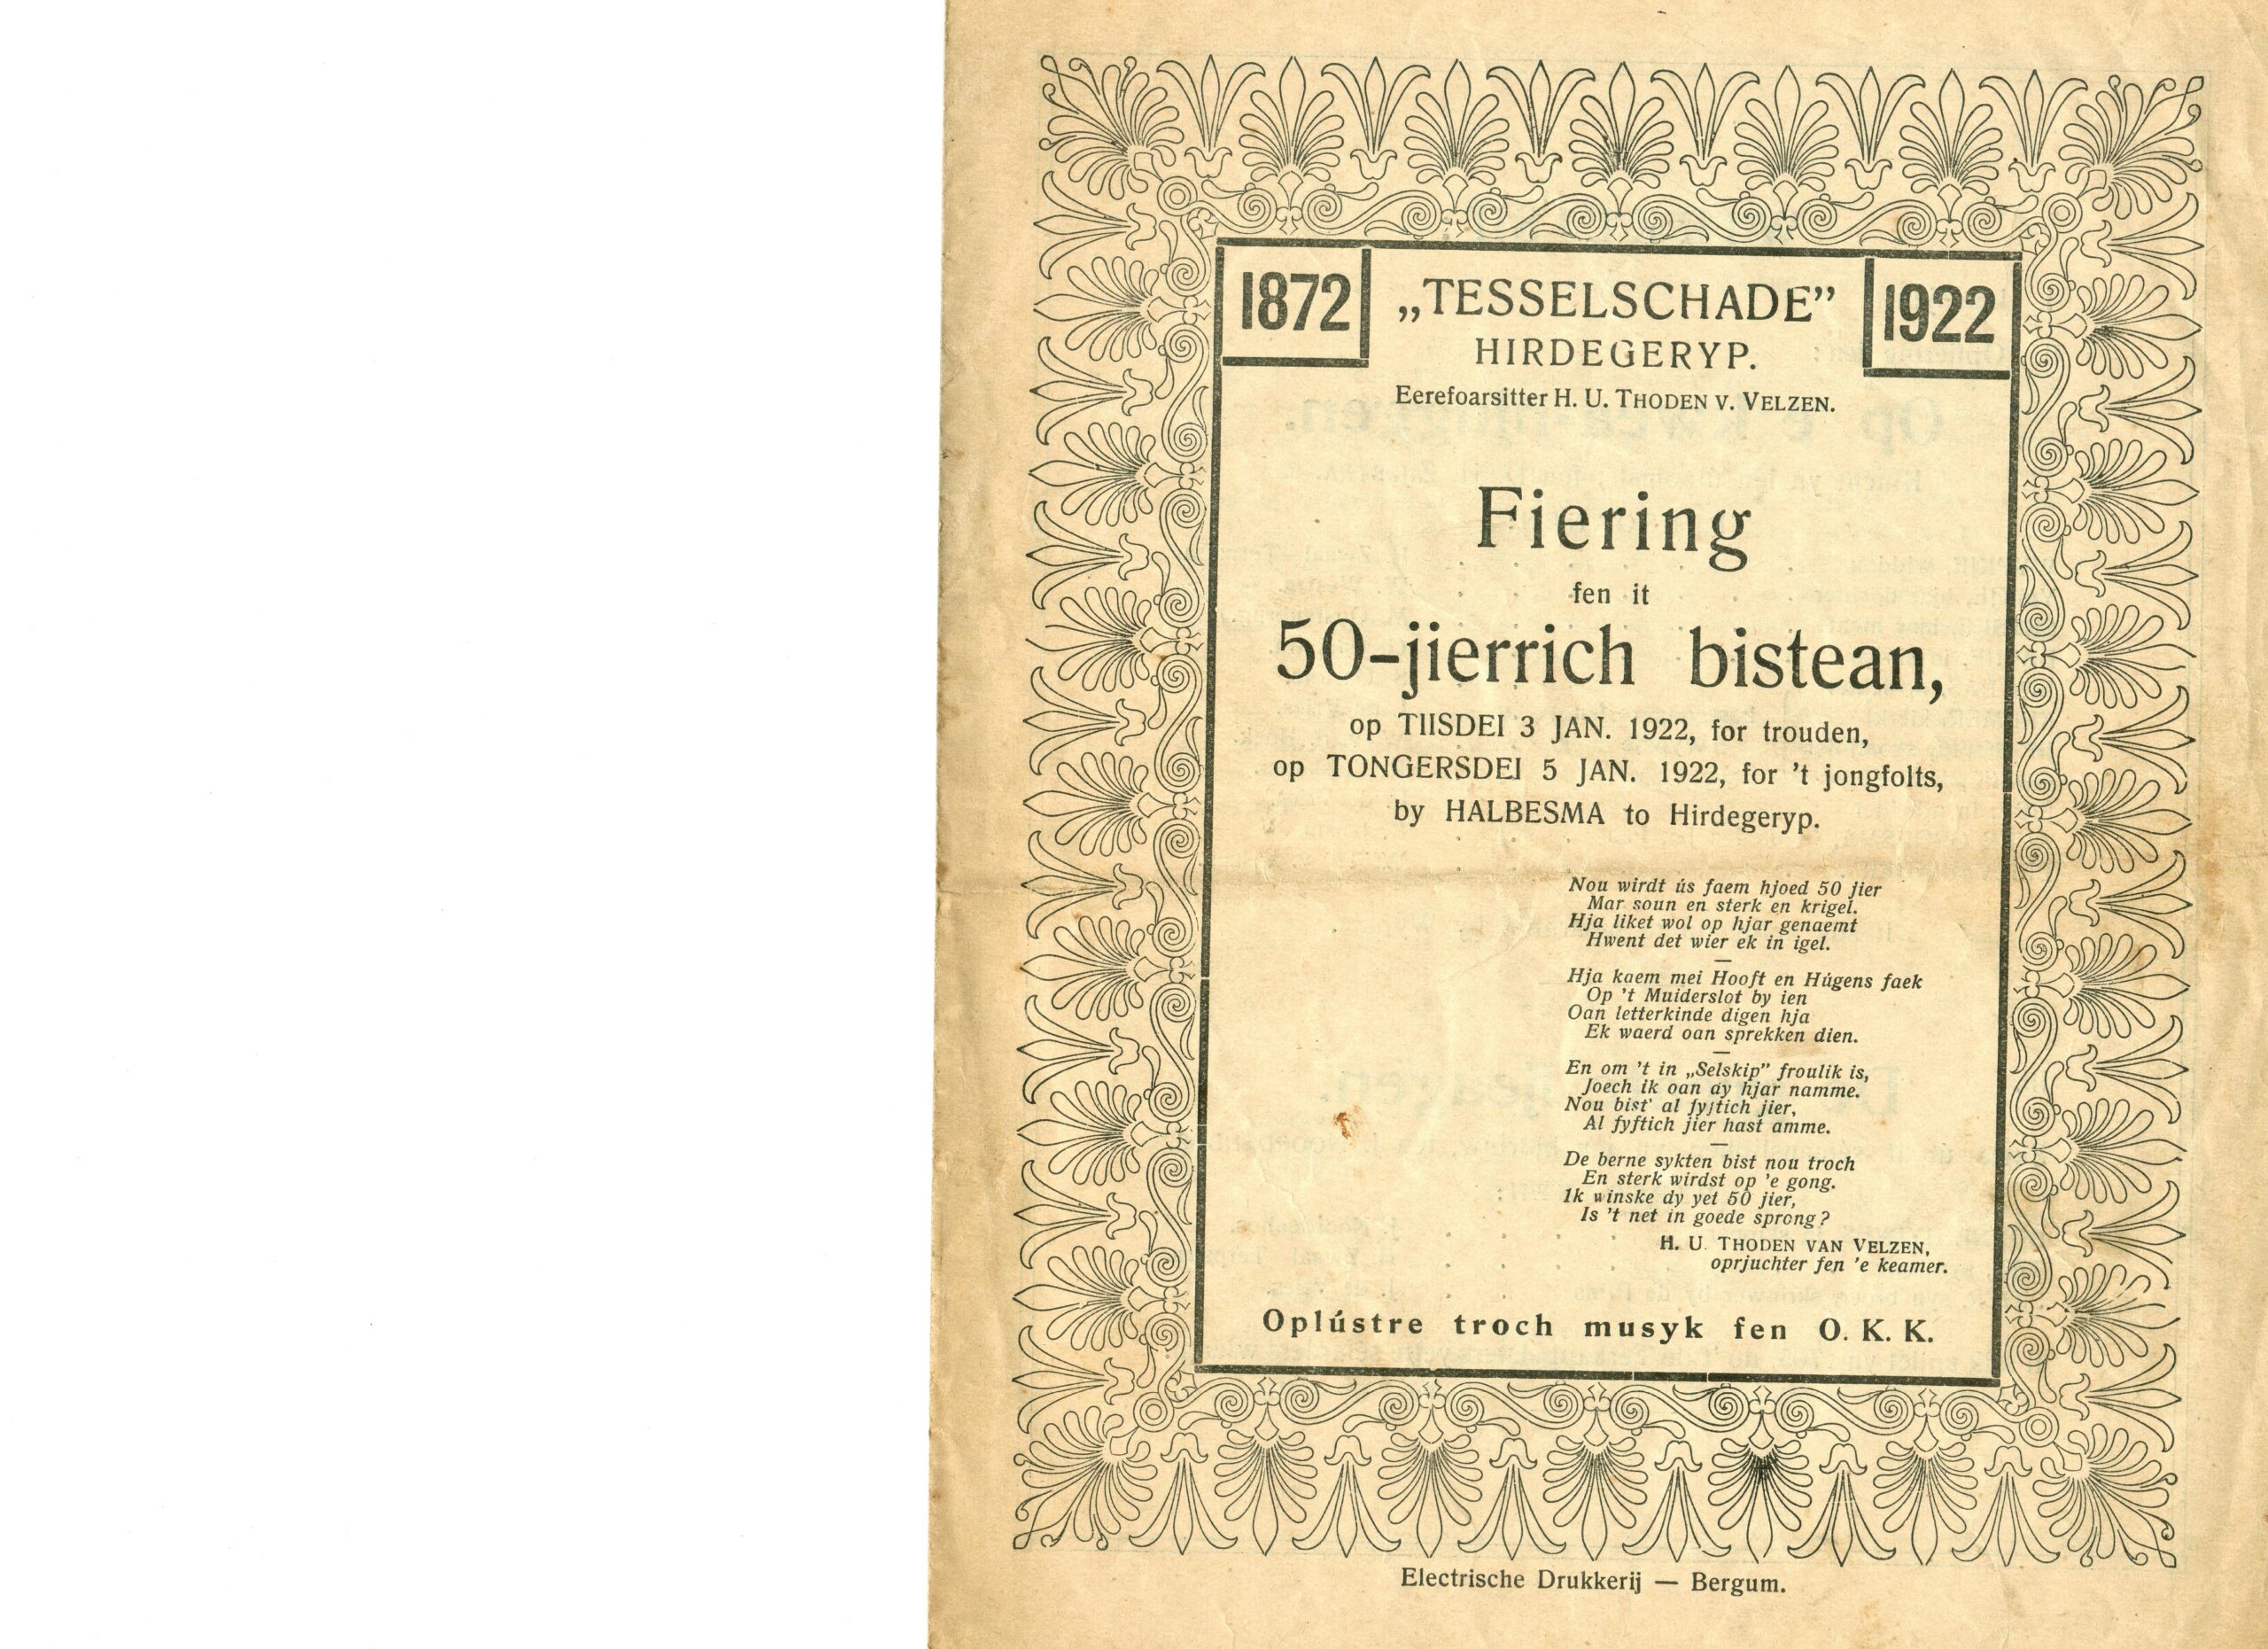 1872
„TESSELSCHADE”
1922
HIRDEGERYP.
Eerefoarsitter H. U. THODEN V. VELZEN.
Fiering
fen it
50-jierrich bistean,
op TIISDEI 3 JAN. 1922, for trouden,
op TONGERSDEI 5 JAN. 1922, for 't jongfolts,
by HALBESMA to Hirdegeryp.
Nou wirdt ús faem hjoed 50 jier
Mar soun en sterk en krigel.
Hja liket wol op hjar genaemt
Hwent det wier ek in igel.
—
Hja kaem mei Hooft en Húgens faek
Op 't Muiderslot by ien
Oan letterkinde digen hja
Ek waerd oan sprekken dien.
—
En om 't in „Selskip” froulik is,
Joech ik oan dy hjar namme.
Nou bist' al fyftich jier,
Al fyftich jier hast amme.
—
De berne sykten bist nou troch
En sterk wirdst op 'e gong.
Ik winske dy yet 50 jier,
Is 't net in goede sprong?
H. U. THODEN VAN VELZEN,
oprjuchter fen 'e keamer.
Oplústre troch musyk fen O. K. K.
Electrische Drukkerij — Bergum.